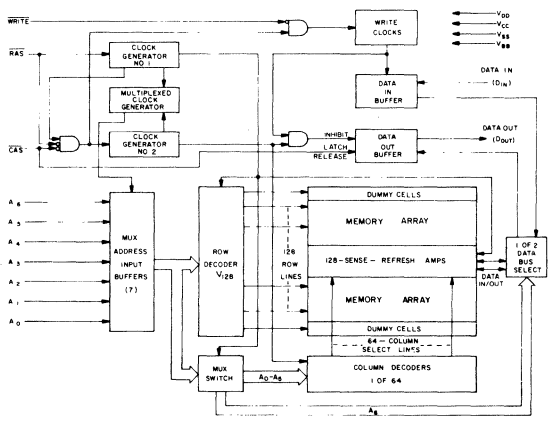 WRITE
WRITE
CLOCKS
VDD
VCC
VSS
VBB
RAS
CLOCK
GENERATOR
NO 1
MULTIPLEXED
CLOCK
GENERATOR
CLOCK
GENERATOR
NO 2
CAS
DATA
IN
BUFFER
DATA IN
(DIN)
INHIBIT
LATCH
RELEASE
DATA
OUT
BUFFER
DATA OUT
(DOUT)
A6
A5
A4
A3
A2
A1
A0
MUX
ADDRESS
INPUT
BUFFERS
(7)
ROW
DECODER
V128
128
ROW
LINES
DUMMY CELLS
MEMORY ARRAY
128-SENSE-REFRESH AMPS
MEMORY ARRAY
DUMMY CELLS
DATA
IN/OUT
1 OF 2
DATA
BUS
SELECT
64-COLUMN
SELECT LINES
MUX
SWITCH
A0-A6
COLUMN DECODERS
1 OF 64
A6